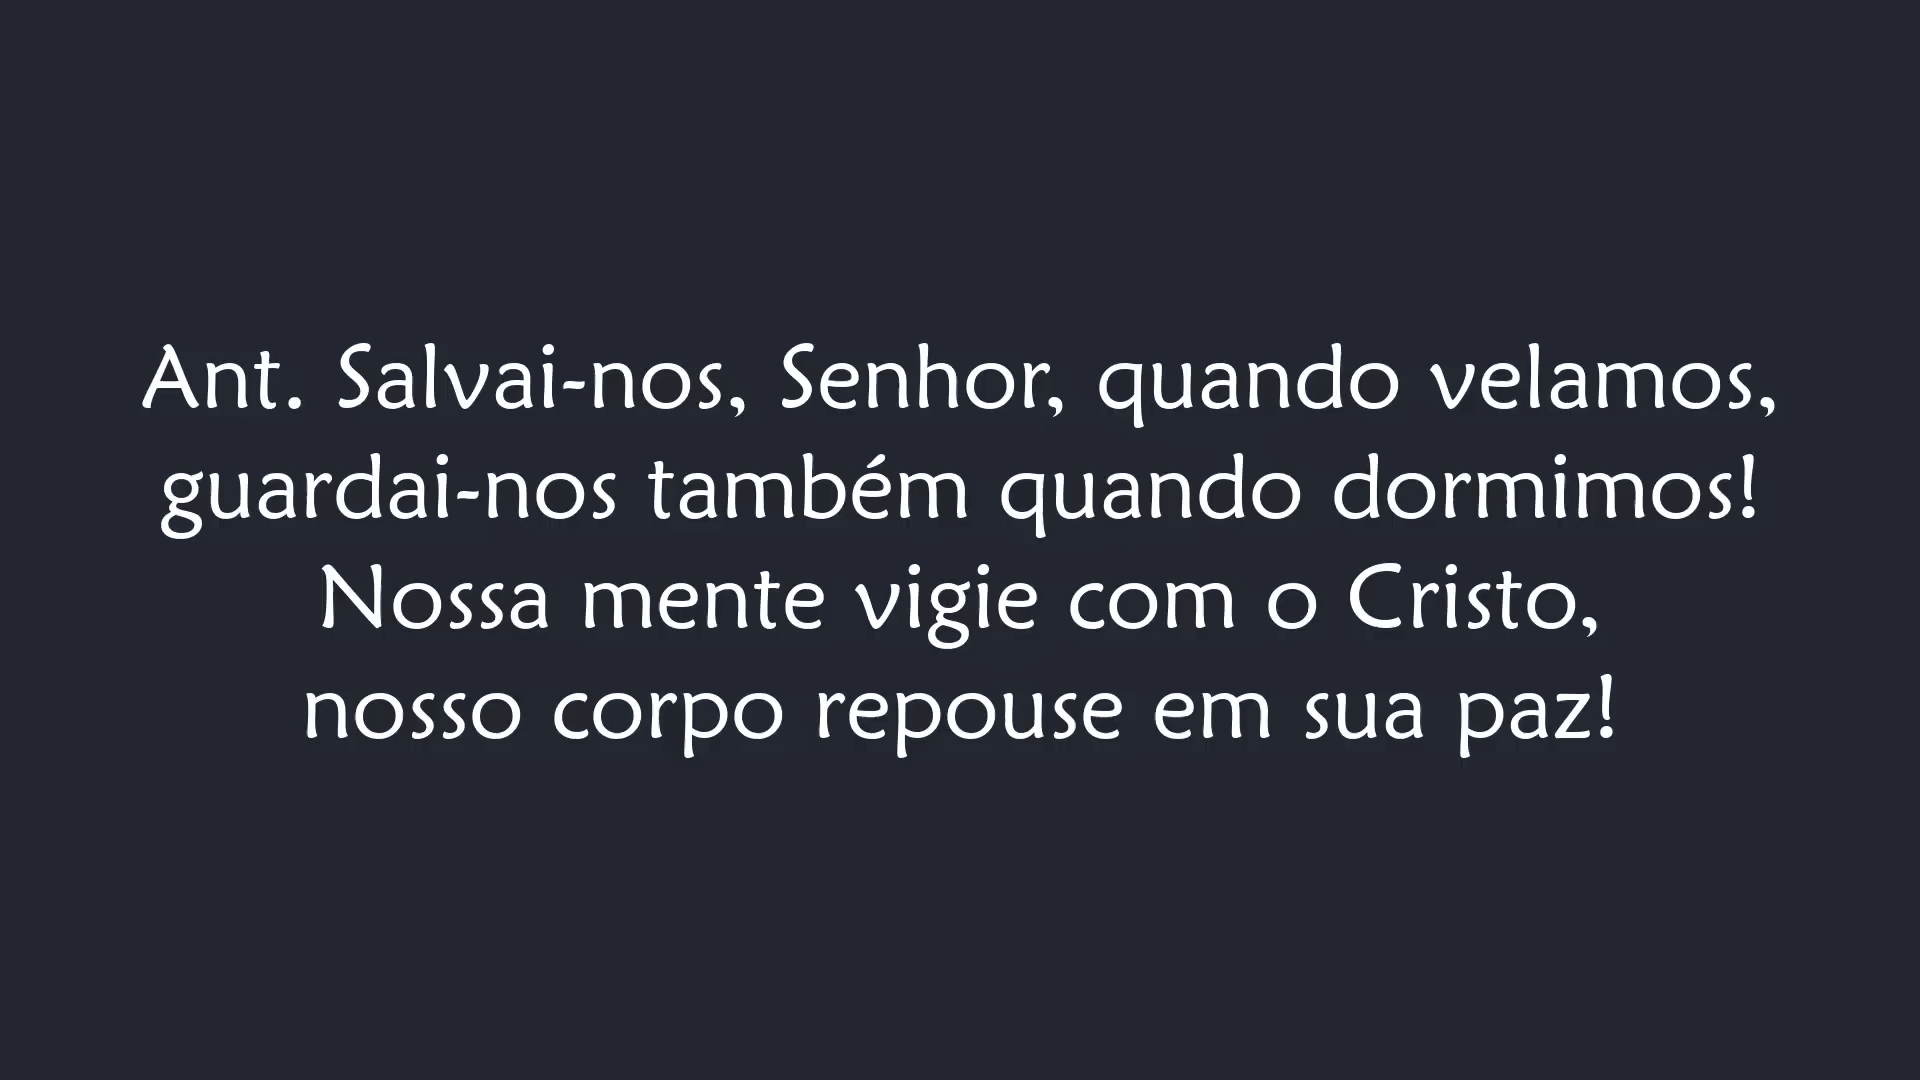 Ant. Salvai-nos, Senhor, quando velamos,
guardai-nos também quando dormimos!
Nossa mente vigie com o Cristo,
nosso corpo repouse em sua paz!